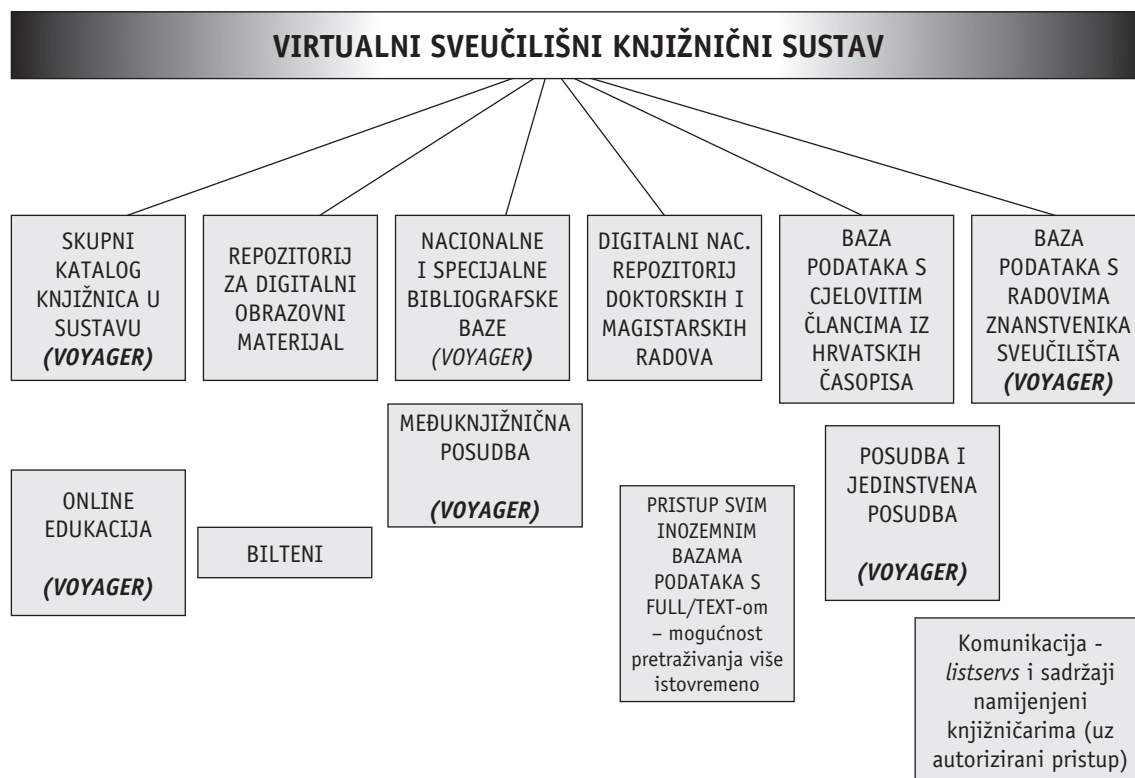 VIRTUALNI SVEUČILIŠNI KNJIŽNIČNI SUSTAV
SKUPNI
KATALOG
KNJIŽNICA U
SUSTAVU
(VOYAGER)
REPOZITORIJ
ZA DIGITALNI
OBRAZOVNI
MATERIJAL
NACIONALNE
I SPECIJALNE
BIBLIOGRAFSKE
BAZE
(VOYAGER)
DIGITALNI NAC.
REPOZITORIJ
DOKTORSKIH I
MAGISTARSKIH
RADOVA
BAZA
PODATAKA S
CJELOVITIM
ČLANCIMA IZ
HRVATSKIH
ČASOPISA
BAZA
PODATAKA S
RADOVIMA
ZNANSTVENIKA
SVEUČILIŠTA
(VOYAGER)
ONLINE
EDUKACIJA
(VOYAGER)
BILTENI
MEĐUKNJIŽNIČNA
POSUDBA
(VOYAGER)
PRISTUP SVIM
INOZEMNIM
BAZAMA
PODATAKA S
FULL/TEXT-om
– mogućnost
pretraživanja više
istovremeno
POSUDBA I
JEDINSTVENA
POSUDBA
(VOYAGER)
Komunikacija -
listservs i sadržaji
namijenjeni
knjižničarima (uz
autorizirani pristup)